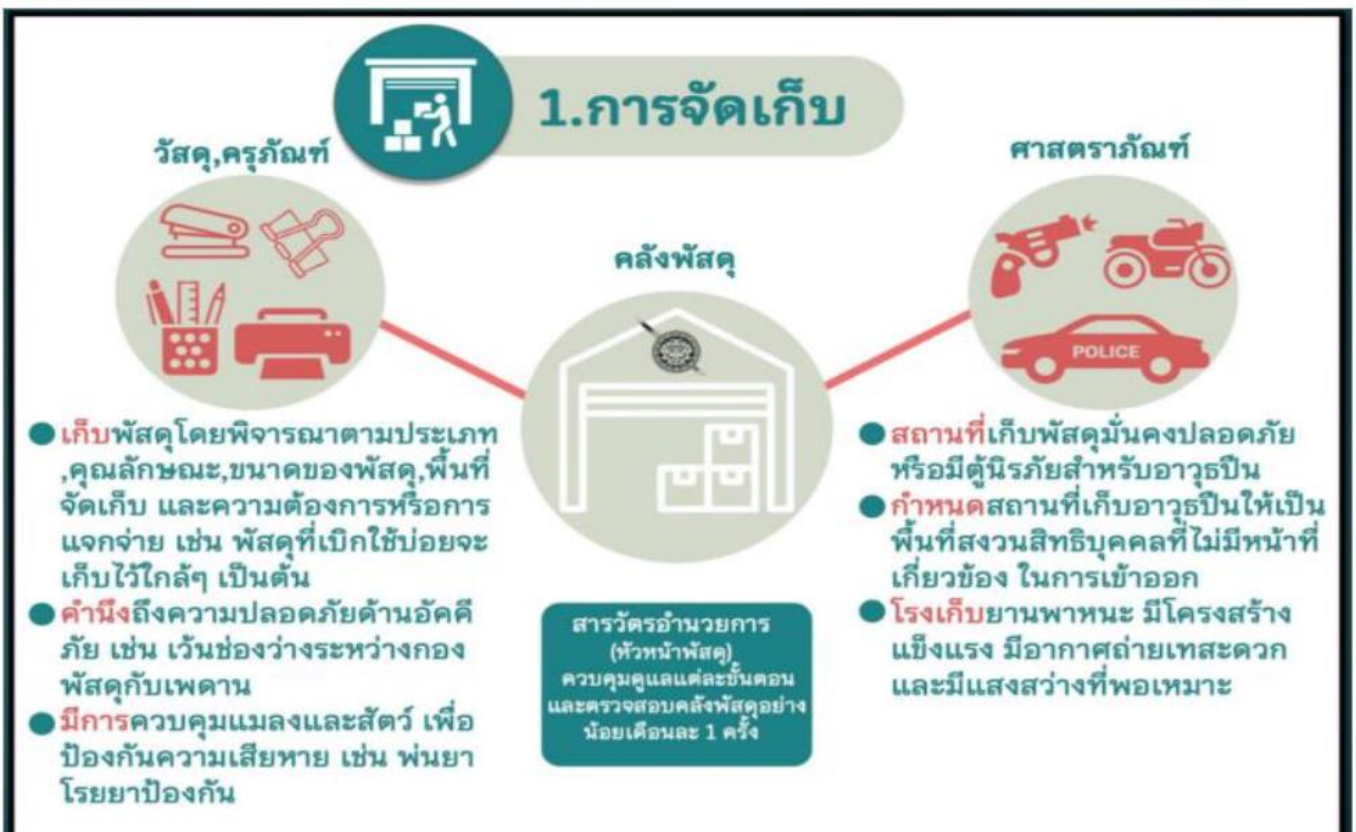 1.การจัดเก็บ
วัสดุ,ครุภัณฑ์
●เก็บพัสดุโดยพิจารณาตามประเภท
,คุณลักษณะ,ขนาดของพัสดุ,พื้นที่
จัดเก็บ และความต้องการหรือการ
แจกจ่าย เช่น พัสดุที่เบิกใช้บ่อยจะ
เก็บไว้ใกล้ๆ เป็นต้น
●คำนึงถึงความปลอดภัยด้านอัคคี
ภัย เช่น เว้นช่องว่างระหว่างกอง
พัสดุกับเพดาน
●มีการควบคุมแมลงและสัตว์ เพื่อ
ป้องกันความเสียหาย เช่น พ่นยา
โรยยาป้องกัน
คลังพัสดุ
สารวัตรอำนวยการ
(หัวหน้าพัสดุ)
ควบคุมดูแลแต่ละขั้นตอน
และตรวจสอบคลังพัสดุอย่าง
น้อยเดือนละ 1 ครั้ง
ศาสตราภัณฑ์
POLICE
●สถานที่เก็บพัสดุมั่นคงปลอดภัย
หรือมีตู้นิรภัยสำหรับอาวุธปืน
●กำหนดสถานที่เก็บอาวุธปืนให้เป็น
พื้นที่สงวนสิทธิบุคคลที่ไม่มีหน้าที่
เกี่ยวข้อง ในการเข้าออก
●โรงเก็บยานพาหนะ มีโครงสร้าง
แข็งแรง มีอากาศถ่ายเทสะดวก
และมีแสงสว่างที่พอเหมาะ